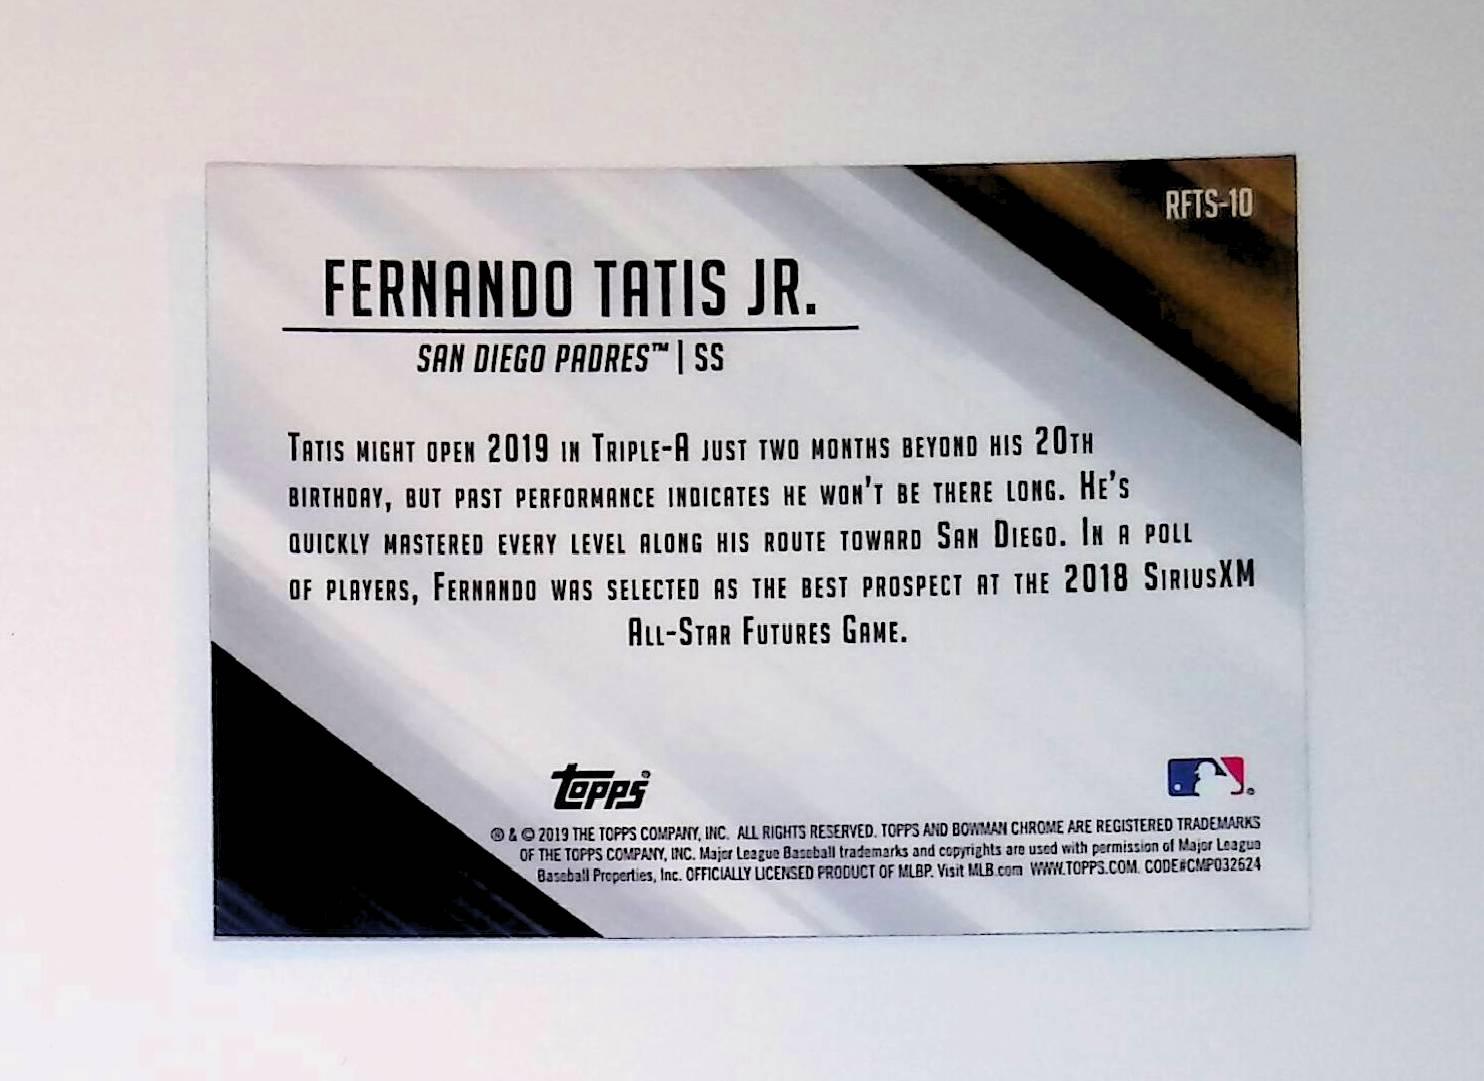 RFTS-10
FERNANDO TATIS JR.
SAN DIEGO PADRES™ | SS
TATIS MIGHT OPEN 2019 IN TRIPLE-A JUST TWO MONTHS BEYOND HIS 20TH
BIRTHDAY, BUT PAST PERFORMANCE INDICATES HE WON'T BE THERE LONG. HE'S
QUICKLY MASTERED EVERY LEVEL ALONG HIS ROUTE TOWARD SAN DIEGO. IN A POLL
OF PLAYERS, FERNANDO WAS SELECTED AS THE BEST PROSPECT AT THE 2018 SIRIUSXM
ALL-STAR FUTURES GAME.
topps®
® & © 2019 THE TOPPS COMPANY, INC. ALL RIGHTS RESERVED. TOPPS AND BOWMAN CHROME ARE REGISTERED TRADEMARKS
OF THE TOPPS COMPANY, INC. Major League Baseball trademarks and copyrights are used with permission of Major League
Baseball Properties, Inc. OFFICIALLY LICENSED PRODUCT OF MLBP. Visit MLB.com WWW.TOPPS.COM. CODE#CMP032624